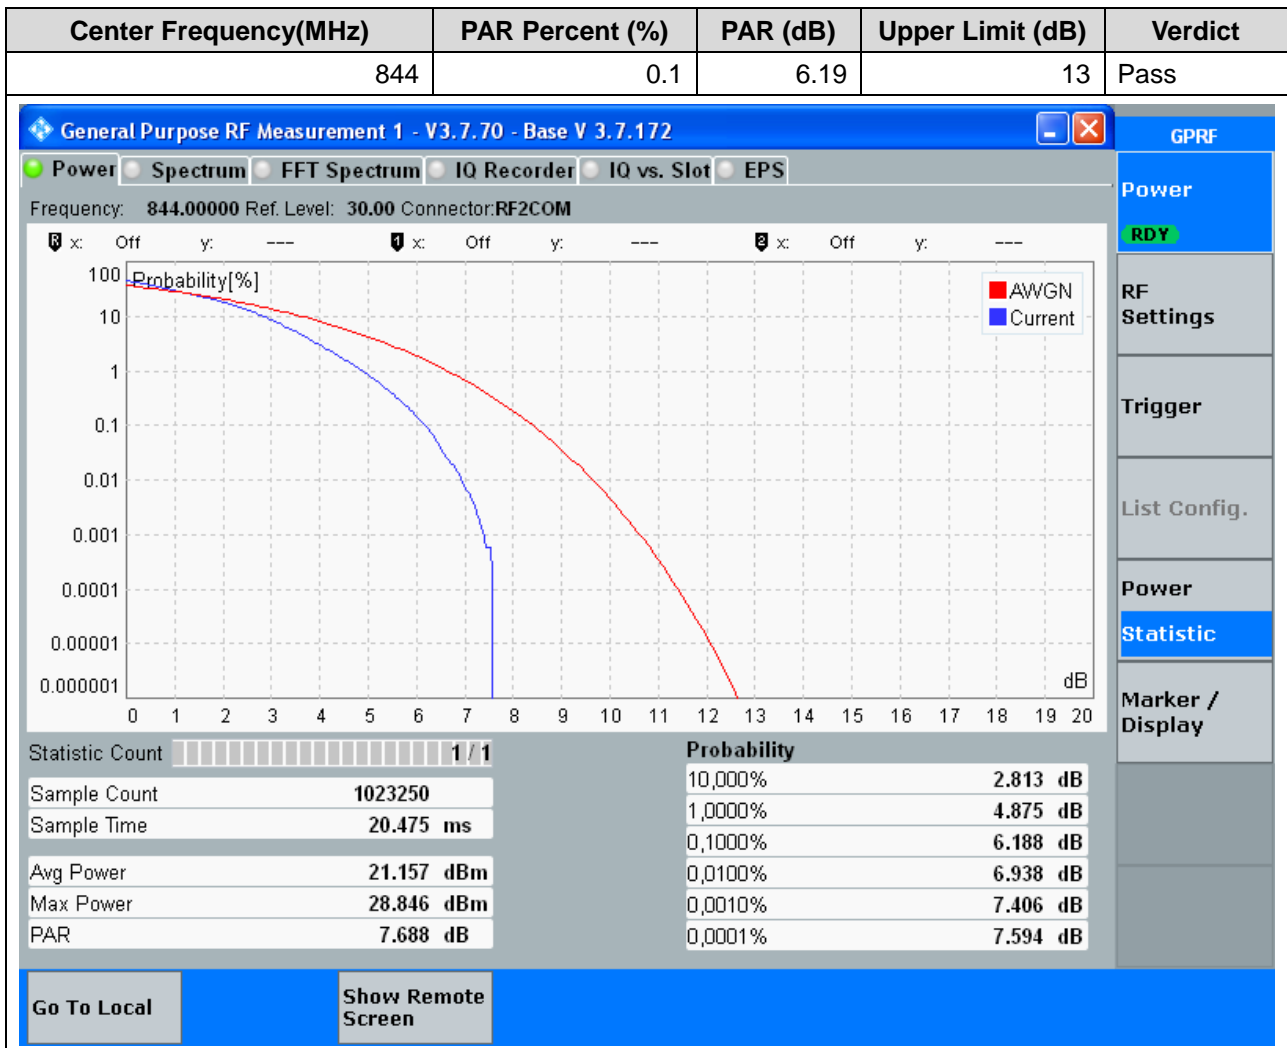 Center Frequency(MHz) PAR Percent (%) PAR (dB) Upper Limit (dB) Verdict
844 0.1 6.19 13 Pass
General Purpose RF Measurement 1 - V3.7.70 - Base V 3.7.172
GPRF
Power Spectrum FFT Spectrum IQ Recorder IQ vs. Slot EPS
Power
RDY
Frequency: 844.00000 Ref. Level: 30.00 Connector:RF2COM
R x: Off y: --- 1 x: Off y: --- 2 x: Off y: ---
Probability[%]
AWGN
Current
100
10
1
0.1
0.01
0.001
0.0001
0.00001
0.000001
dB
0 1 2 3 4 5 6 7 8 9 10 11 12 13 14 15 16 17 18 19 20
RF
Settings
Trigger
List Config.
Power
Statistic
Marker /
Display
Statistic Count 1 / 1
Sample Count 1023250
Sample Time 20.475 ms
Avg Power 21.157 dBm
Max Power 28.846 dBm
PAR 7.688 dB
Probability
10,000% 2.813 dB
1,0000% 4.875 dB
0,1000% 6.188 dB
0,0100% 6.938 dB
0,0010% 7.406 dB
0,0001% 7.594 dB
Go To Local
Show Remote
Screen